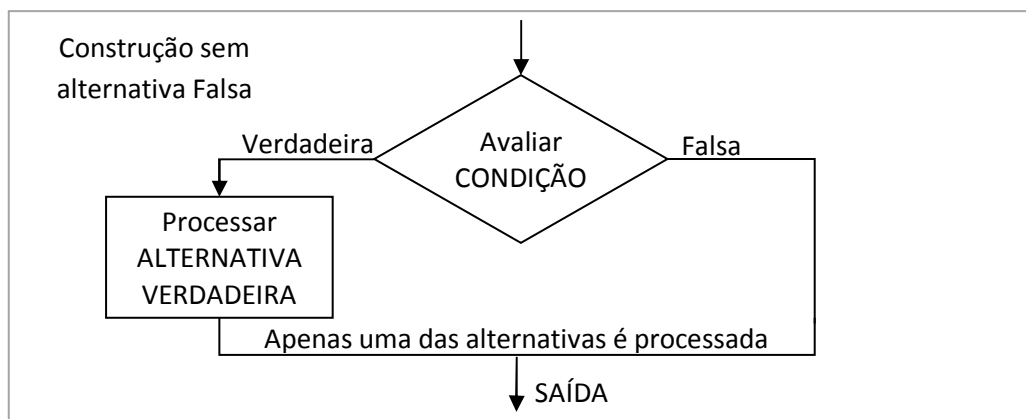 Construção sem
alternativa Falsa
Verdadeira
Avaliar
CONDIÇÃO
Falsa
Processar
ALTERNATIVA
VERDADEIRA
Apenas uma das alternativas é processada
SAÍDA